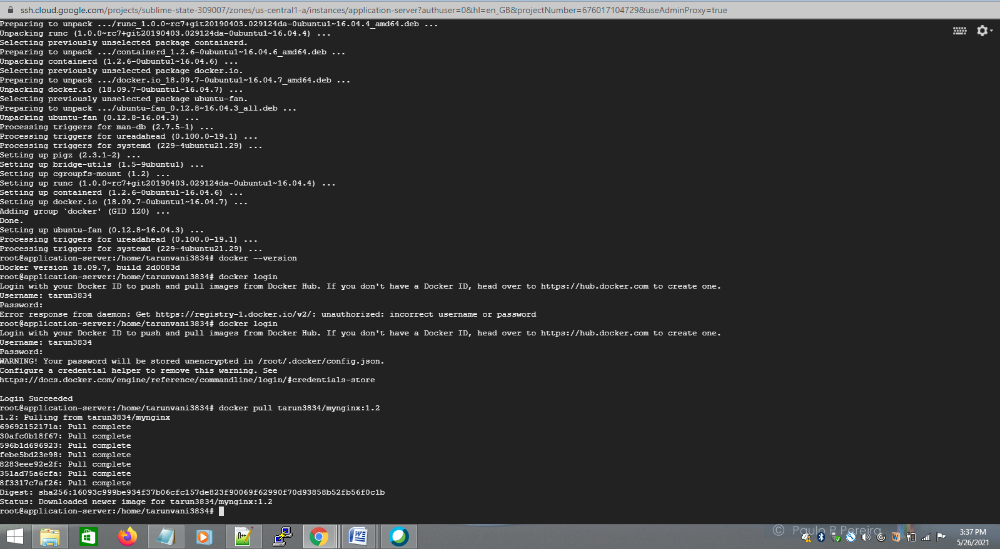 ssh.cloud.google.com/projects/sublime-state-309007/zones/us-central1-a/instances/application-server?authuser=0&hl=en_GB&projectNumber=676017104729&useAdminProxy=true
Preparing to unpack .../runc_1.0.0~rc7+git20190403.029124da-0ubuntu1~16.04.4_amd64.deb ...
Unpacking runc (1.0.0~rc7+git20190403.029124da-0ubuntu1~16.04.4) ...
Selecting previously unselected package containerd.
Preparing to unpack .../containerd_1.2.6-0ubuntu1~16.04.6_amd64.deb ...
Unpacking containerd (1.2.6-0ubuntu1~16.04.6) ...
Selecting previously unselected package docker.io.
Preparing to unpack .../docker.io_18.09.7-0ubuntu1~16.04.7_amd64.deb ...
Unpacking docker.io (18.09.7-0ubuntu1~16.04.7) ...
Selecting previously unselected package ubuntu-fan.
Preparing to unpack .../ubuntu-fan_0.12.8~16.04.3_all.deb ...
Unpacking ubuntu-fan (0.12.8~16.04.3) ...
Processing triggers for man-db (2.7.5-1) ...
Processing triggers for ureadahead (0.100.0-19.1) ...
Processing triggers for systemd (229-4ubuntu21.29) ...
Setting up pigz (2.3.1-2) ...
Setting up bridge-utils (1.5-9ubuntu1) ...
Setting up cgroupfs-mount (1.2) ...
Setting up runc (1.0.0~rc7+git20190403.029124da-0ubuntu1~16.04.4) ...
Setting up containerd (1.2.6-0ubuntu1~16.04.6) ...
Setting up docker.io (18.09.7-0ubuntu1~16.04.7) ...
Adding group `docker' (GID 120) ...
Done.
Setting up ubuntu-fan (0.12.8~16.04.3) ...
Processing triggers for ureadahead (0.100.0-19.1) ...
Processing triggers for systemd (229-4ubuntu21.29) ...
root@application-server:/home/tarunvani3834# docker --version
Docker version 18.09.7, build 2d0083d
root@application-server:/home/tarunvani3834# docker login
Login with your Docker ID to push and pull images from Docker Hub. If you don't have a Docker ID, head over to https://hub.docker.com to create one.
Username: tarun3834
Password:
Error response from daemon: Get https://registry-1.docker.io/v2/: unauthorized: incorrect username or password
root@application-server:/home/tarunvani3834# docker login
Login with your Docker ID to push and pull images from Docker Hub. If you don't have a Docker ID, head over to https://hub.docker.com to create one.
Username: tarun3834
Password:
WARNING! Your password will be stored unencrypted in /root/.docker/config.json.
Configure a credential helper to remove this warning. See
https://docs.docker.com/engine/reference/commandline/login/#credentials-store
Login Succeeded
root@application-server:/home/tarunvani3834# docker pull tarun3834/mynginx:1.2
1.2: Pulling from tarun3834/mynginx
69692152171a: Pull complete
30afc0b18f67: Pull complete
596b1d696923: Pull complete
febe5bd23e98: Pull complete
8283eee92e2f: Pull complete
351ad75a6cfa: Pull complete
8f3317c7af26: Pull complete
Digest: sha256:16093c999be934f37b06cfc157de823f90069f62990f70d93858b52fb56f0c1b
Status: Downloaded newer image for tarun3834/mynginx:1.2
root@application-server:/home/tarunvani3834#
© Paulo P Pereira
3:37 PM
5/26/2021